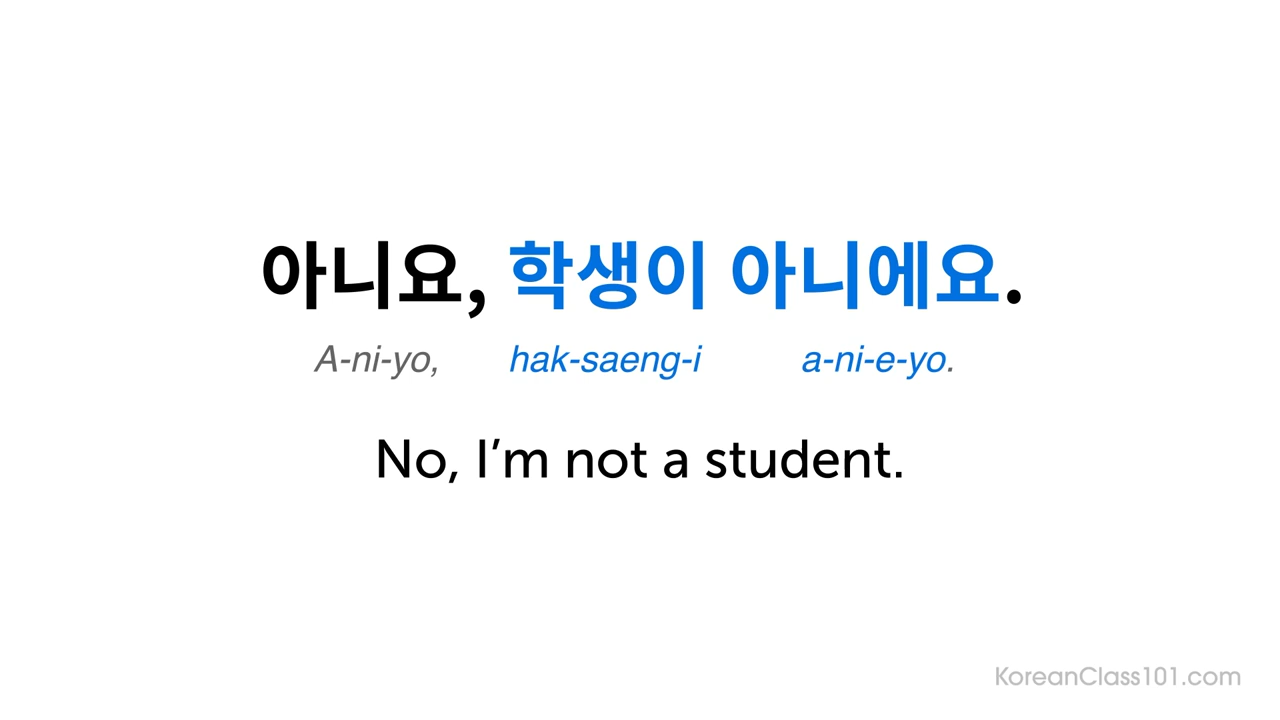 아니요, 학생이 아니에요.
A-ni-yo, hak-saeng-i a-ni-e-yo.
No, I’m not a student.
KoreanClass101.com